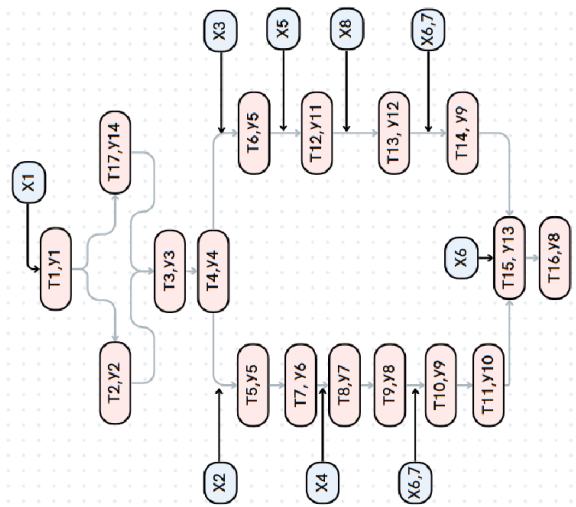 X1
T1,y1
T2,y2
T17,y14
T3,y3
T4,y4
X2
X3
T5,y5
T6,y5
X5
T7, y6
T12,y11
X4
X8
T8,y7
T9,y8
T13, y12
X6,7
X6,7
T10,y9
T14, y9
T11,y10
X6
T15, y13
T16,y8